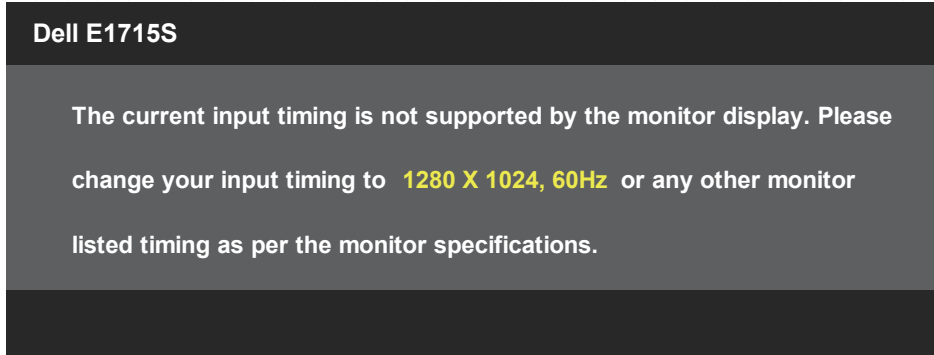 Dell E1715S
The current input timing is not supported by the monitor display. Please
change your input timing to 1280 X 1024, 60Hz or any other monitor
listed timing as per the monitor specifications.